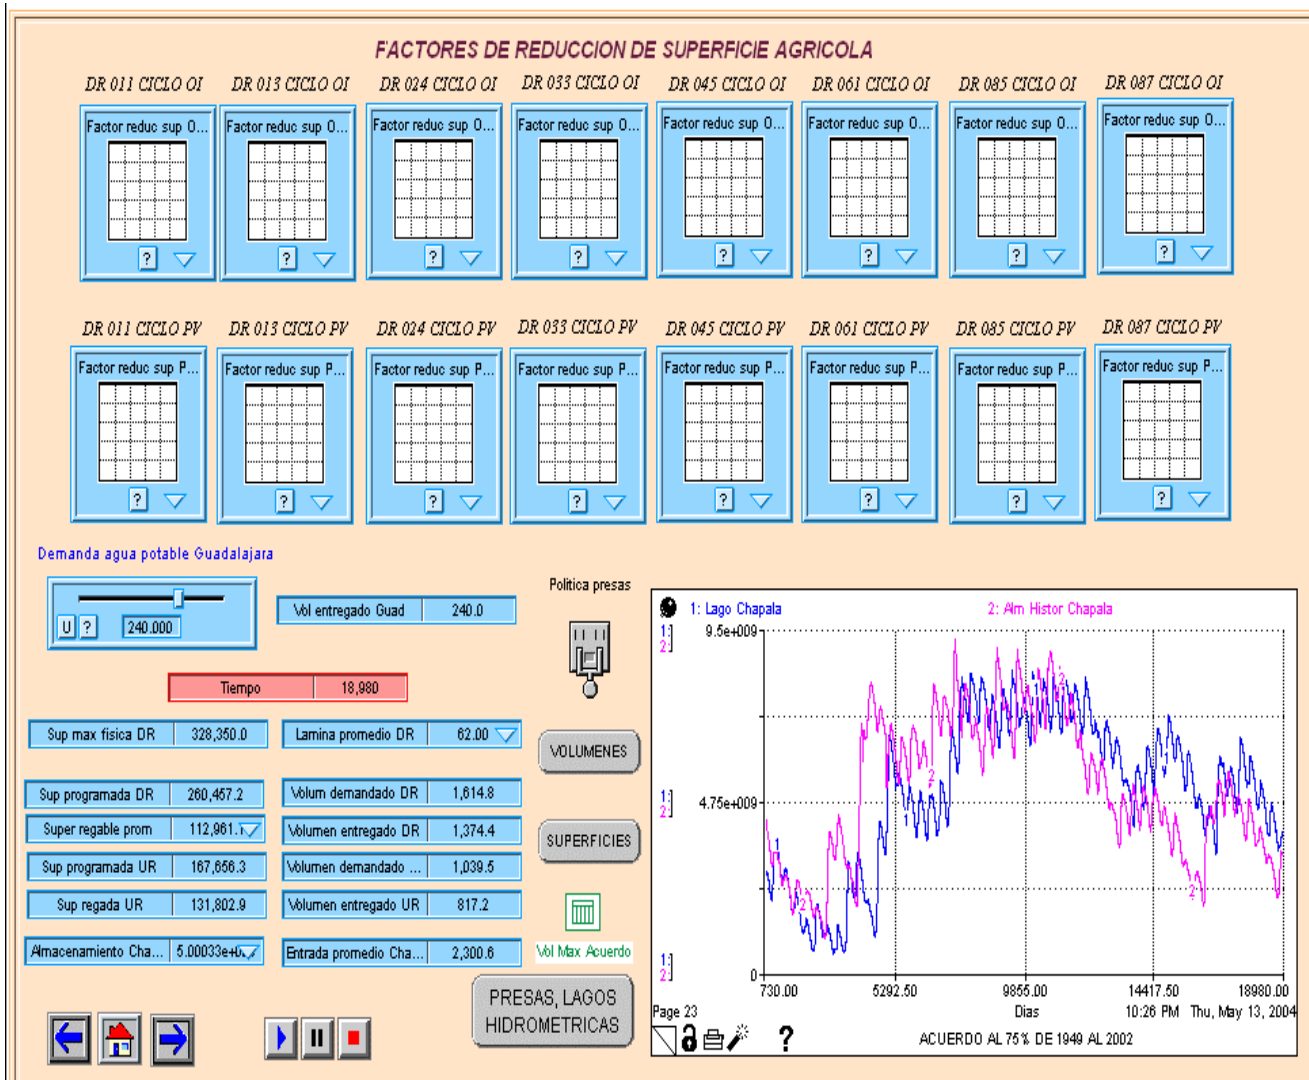 FACTORES DE REDUCCION DE SUPERFICIE AGRICOLA
DR 011 CICLO OI DR 013 CICLO OI DR 024 CICLO OI DR 033 CICLO OI DR 045 CICLO OI DR 061 CICLO OI DR 085 CICLO OI DR 087 CICLO OI
Factor reduc sup O... Factor reduc sup O... Factor reduc sup O... Factor reduc sup O... Factor reduc sup O... Factor reduc sup O... Factor reduc sup O... Factor reduc sup O...
? ? ? ? ? ? ? ?
DR 011 CICLO PV DR 013 CICLO PV DR 024 CICLO PV DR 033 CICLO PV DR 045 CICLO PV DR 061 CICLO PV DR 085 CICLO PV DR 087 CICLO PV
Factor reduc sup P... Factor reduc sup P... Factor reduc sup P... Factor reduc sup P... Factor reduc sup P... Factor reduc sup P... Factor reduc sup P... Factor reduc sup P...
? ? ? ? ? ? ? ?
Demanda agua potable Guadalajara
U ? 240.000
Vol entregado Guad 240.0
Tiempo 18,980
Sup max fisica DR 328,350.0
Lamina promedio DR 62.00
Sup programada DR 260,457.2
Volum demandado DR 1,614.8
Super regable prom 112,961.
Volumen entregado DR 1,374.4
Sup programada UR 167,656.3
Volumen demandado ... 1,039.5
Sup regada UR 131,802.9
Volumen entregado UR 817.2
Almacenamiento Cha... 5.00033e+0
Entrada promedio Cha... 2,300.6
Politica presas
VOLUMENES
SUPERFICIES
Vol Max Acuerdo
PRESAS, LAGOS
HIDROMETRICAS
1: Lago Chapala 2: Alm Histor Chapala
1:
2:
9.5e+009
1:
2:
4.75e+009
1:
2:
0
1 2 1 2 1 2 1 2
730.00 5292.50 9855.00 14417.50 18980.00
Page 23 Dias 10:26 PM Thu, May 13, 2004
? ACUERDO AL 75% DE 1949 AL 2002